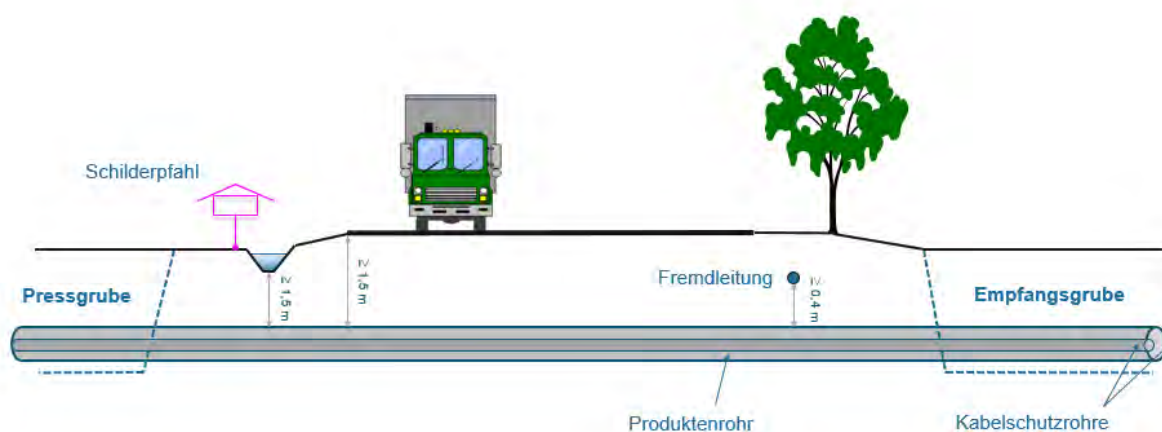 Schilderpfahl
Fremdleitung
Pressgrube
≥ 1,5 m
≥ 1,5 m
≥ 0,4 m
Empfangsgrube
Produktenrohr
Kabelschutzrohre